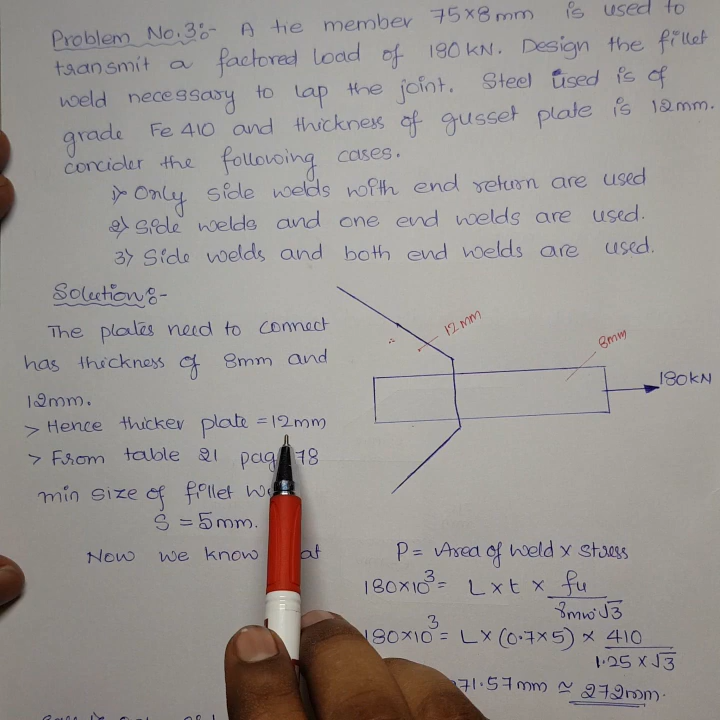 Problem No.3:- A tie member 75×8mm is used to
transmit a factored load of 180 kN. Design the fillet
weld necessary to lap the joint. Steel used is of
grade Fe 410 and thickness of gusset plate is 12mm.
concider the following cases.
1> Only side welds with end return are used
2> Side welds and one end welds are used.
3> Side welds and both end welds are used.
Solution:-
The plates need to connect
has thickness of 8mm and
12mm.
> Hence thicker plate = 12mm
> From table 21 pag 78
min size of fillet
S = 5mm.
Now we know at
12mm
8mm
180kN
P = Area of weld × stress
180×10³ = L × t × fu/γmw·√3
180×10³ = L × (0.7×5) × 410/1.25×√3
271.57mm ≃ 272mm.